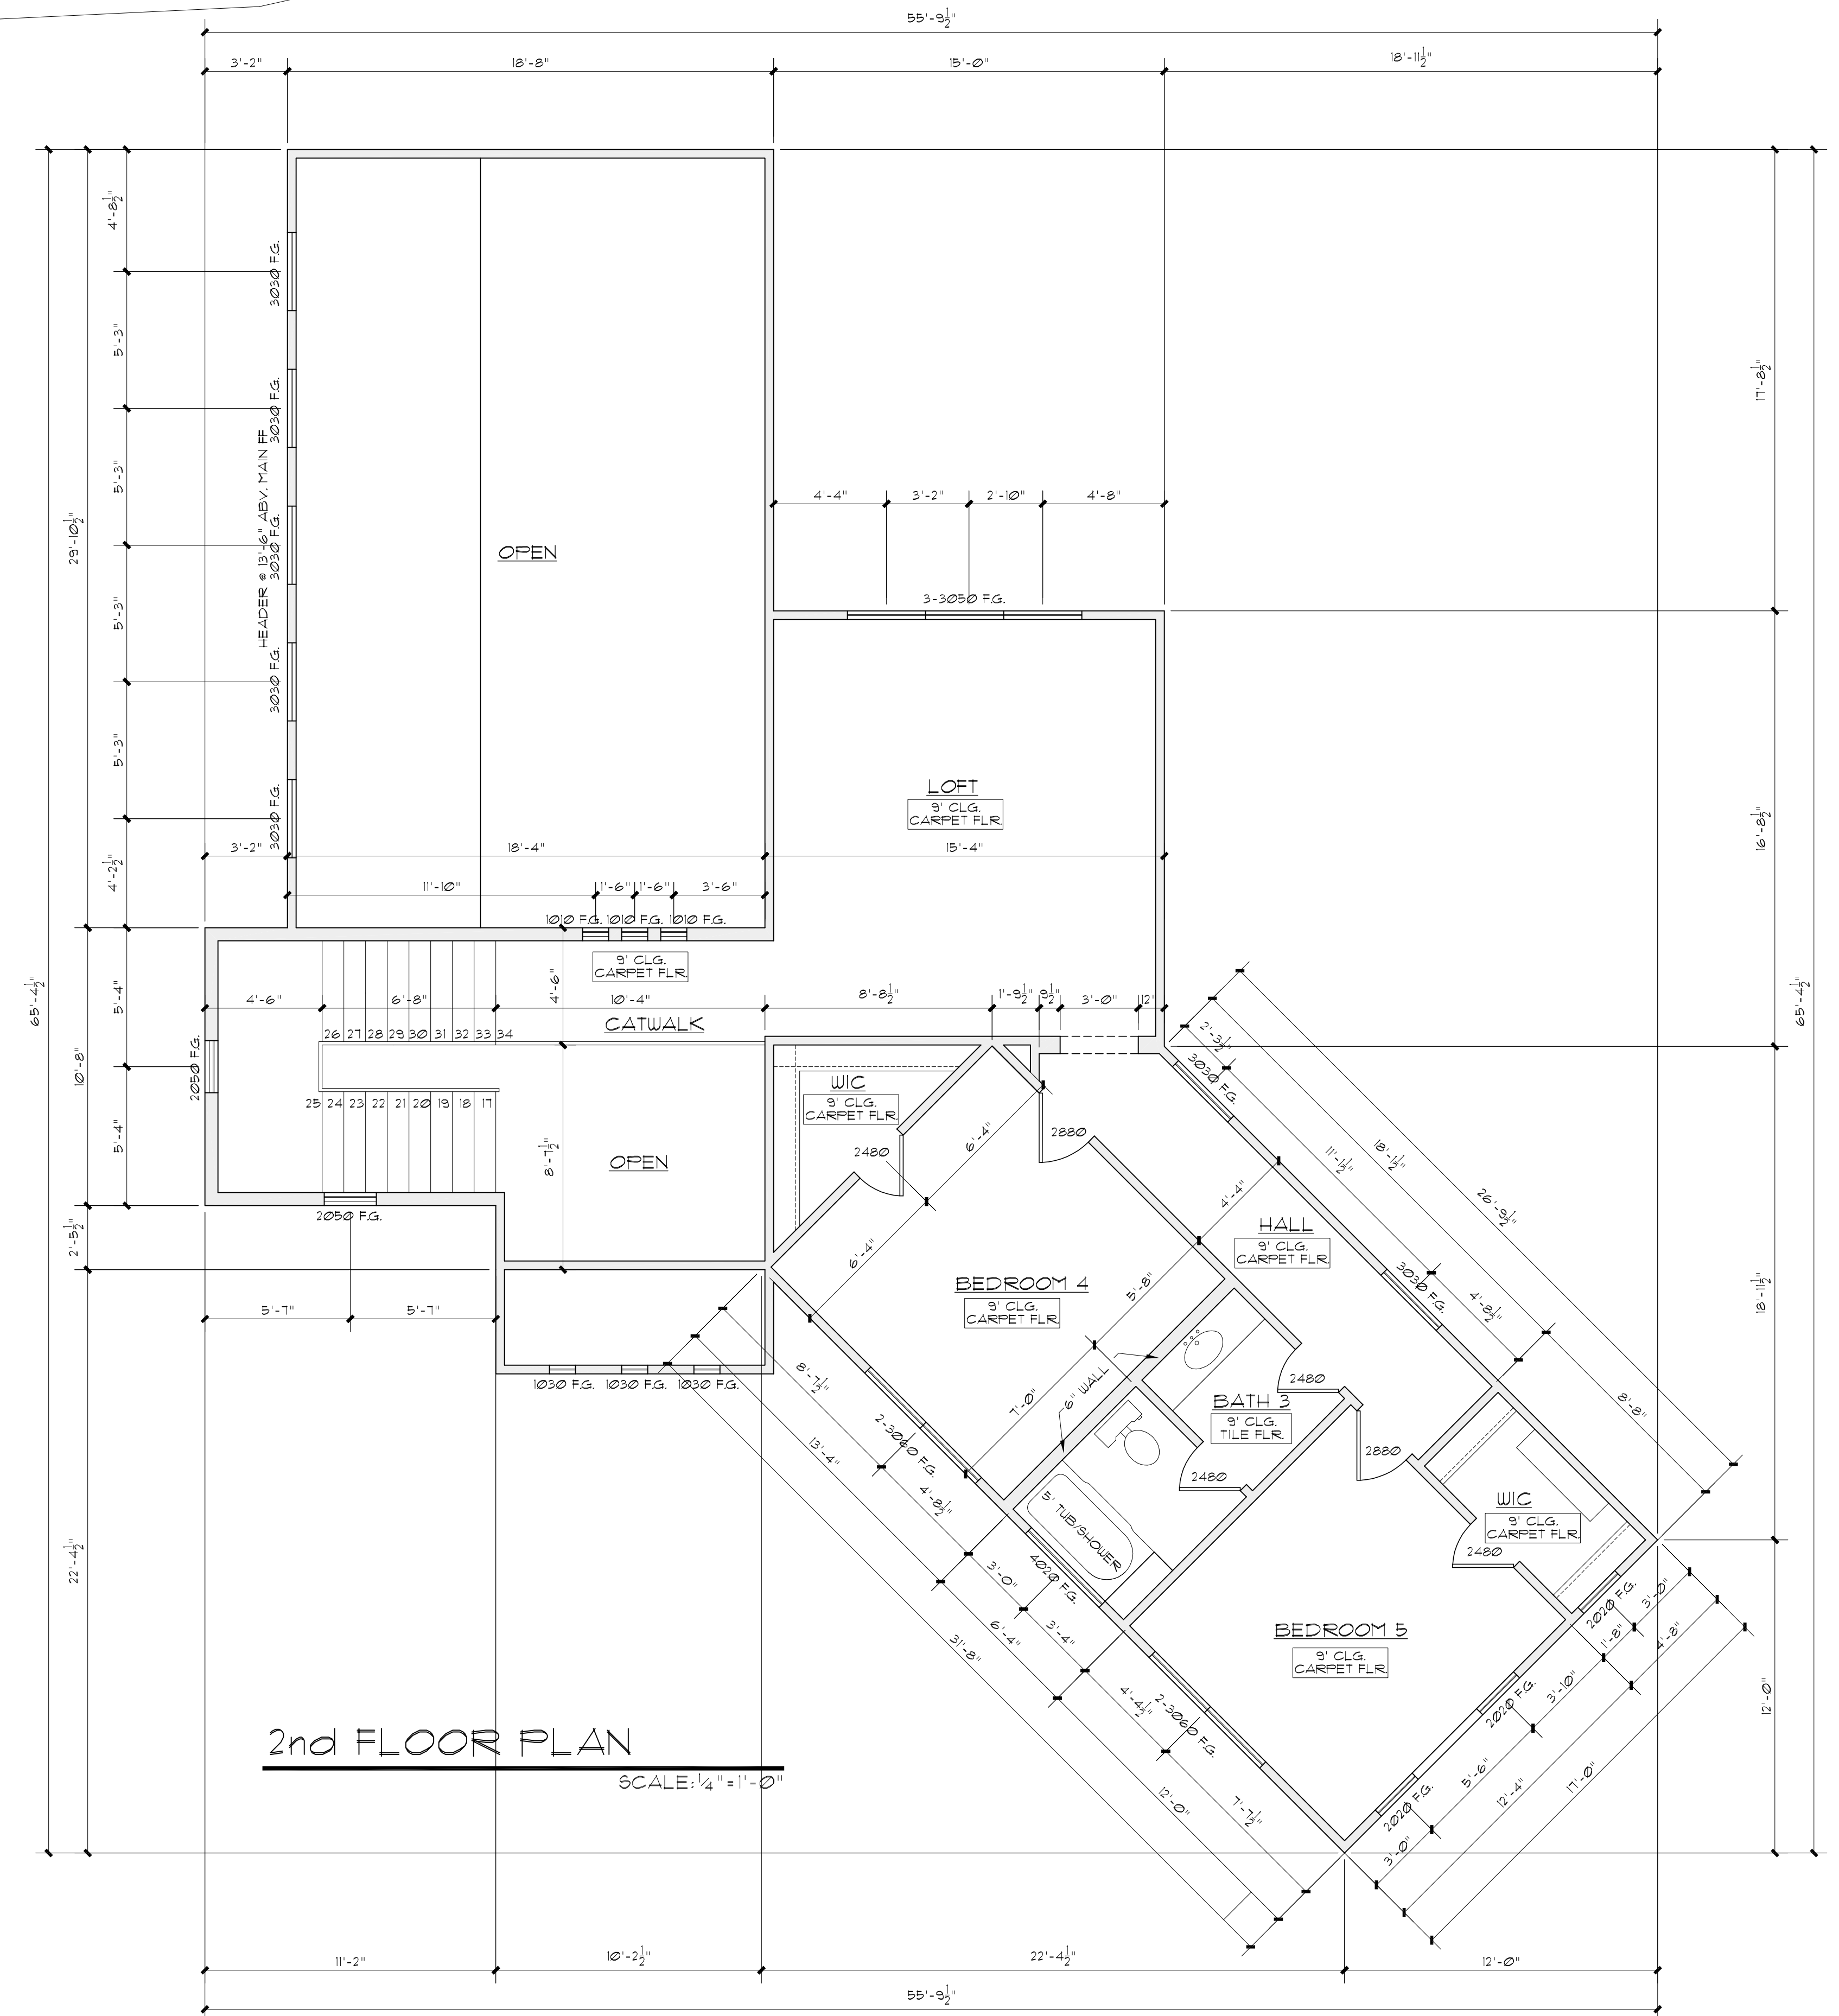 55'-9½"
3'-2"
18'-8"
15'-0"
18'-11½"
4'-8½"
5'-3"
5'-3"
5'-3"
5'-3"
4'-2½"
29'-10½"
65'-4½"
3030 F.G.
3030 F.G.
3030 F.G.
3030 F.G.
3030 F.G.
HEADER @ 13'-6" ABV. MAIN FF
OPEN
4'-4"
3'-2"
2'-10"
4'-8"
3-3050 F.G.
17'-8½"
16'-8½"
65'-4½"
LOFT
9' CLG.
CARPET FLR.
3'-2"
18'-4"
15'-4"
11'-10"
1'-6"
1'-6"
3'-6"
1010 F.G.
1010 F.G.
1010 F.G.
9' CLG.
CARPET FLR.
4'-6"
4'-6"
6'-8"
10'-4"
8'-8½"
1'-9½"
9½"
3'-0"
12"
CATWALK
26 27 28 29 30 31 32 33 34
25 24 23 22 21 20 19 18 17
5'-4"
5'-4"
10'-8"
2050 F.G.
2050 F.G.
2'-5½"
22'-4½"
8'-7½"
OPEN
WIC
9' CLG.
CARPET FLR.
2480
2880
6'-4"
6'-4"
2'-3½"
3030 F.G.
11'-1½"
18'-1½"
26'-9½"
4'-4"
HALL
9' CLG.
CARPET FLR.
3030 F.G.
4'-8½"
8'-8"
18'-11½"
BEDROOM 4
9' CLG.
CARPET FLR.
5'-8"
7'-0"
5'-7"
5'-7"
1030 F.G.
1030 F.G.
1030 F.G.
6" WALL
BATH 3
9' CLG.
TILE FLR.
2480
2480
2880
5' TUB/SHOWER
8'-7½"
2-3060 F.G.
13'-4"
4'-8½"
3'-0"
4020 F.G.
6'-4"
3'-4"
31'-8"
4'-4½"
2-3060 F.G.
12'-0"
7'-7½"
WIC
9' CLG.
CARPET FLR.
2480
BEDROOM 5
9' CLG.
CARPET FLR.
2020 F.G.
3'-0"
1'-8"
4'-8"
2020 F.G.
3'-10"
5'-6"
12'-4"
17'-0"
2020 F.G.
3'-0"
12'-0"
2nd FLOOR PLAN
SCALE: 1/4"=1'-0"
11'-2"
10'-2½"
22'-4½"
12'-0"
55'-9½"